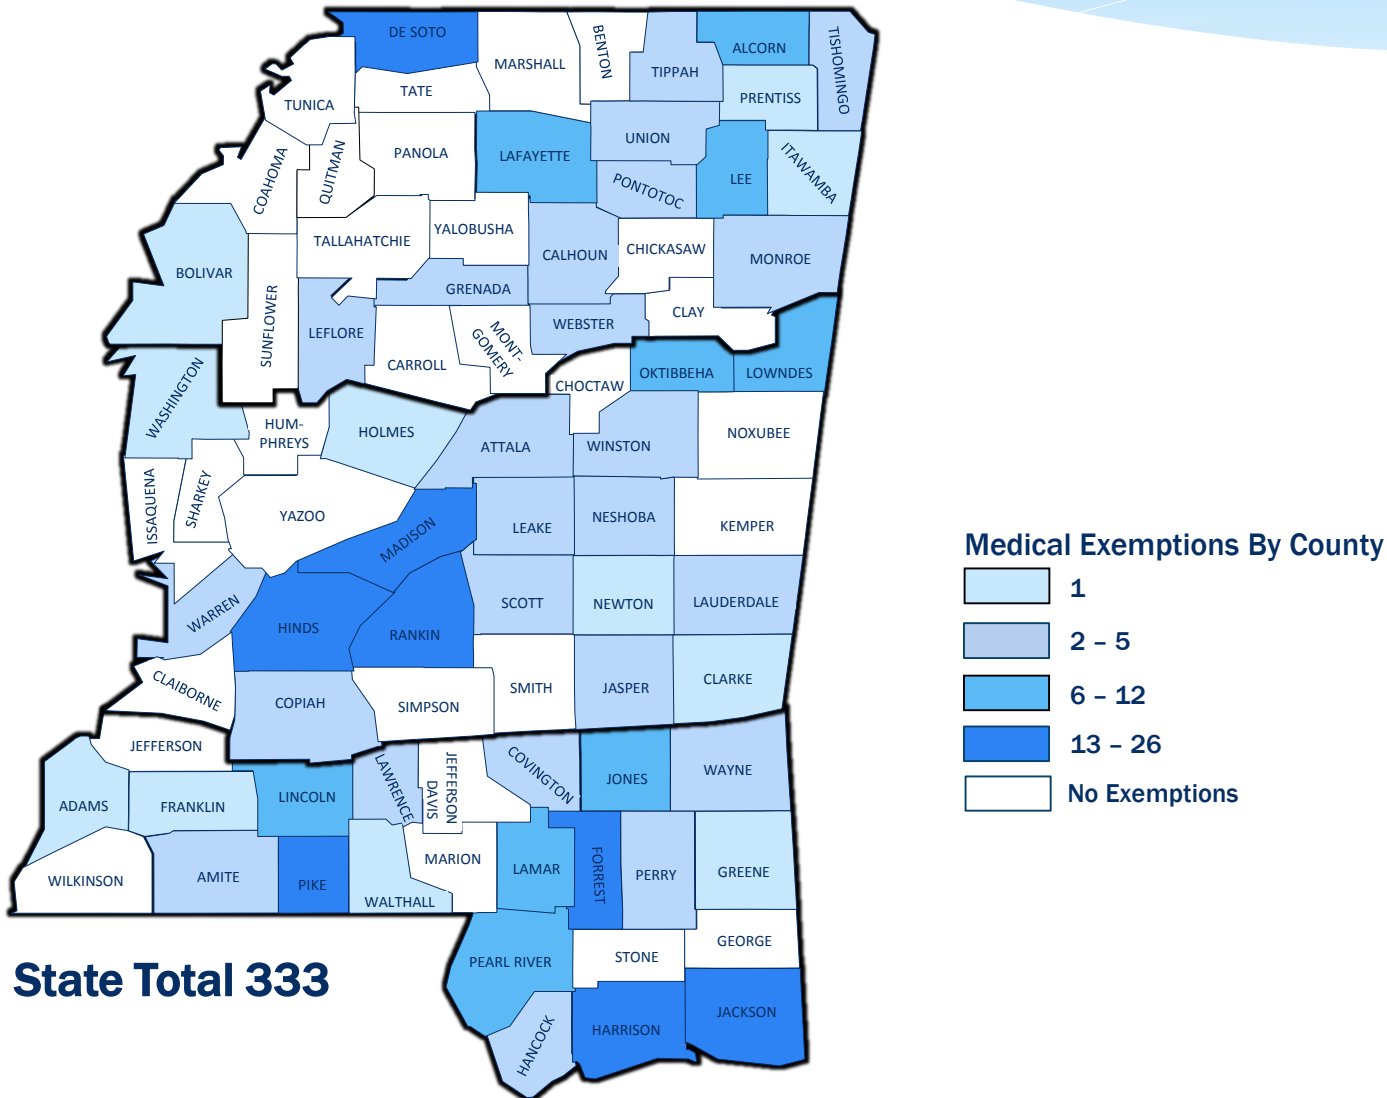 DE SOTO
MARSHALL
BENTON
TIPPAH
ALCORN
TISHOMINGO
TATE
TUNICA
PRENTISS
PANOLA
QUITMAN
COAHOMA
LAFAYETTE
UNION
PONTOTOC
LEE
ITAWAMBA
TALLAHATCHIE
YALOBUSHA
CALHOUN
CHICKASAW
MONROE
BOLIVAR
SUNFLOWER
GRENADA
LEFLORE
WEBSTER
CLAY
CARROLL
MONT-
GOMERY
CHOCTAW
OKTIBBEHA
LOWNDES
WASHINGTON
HUM-
PHREYS
HOLMES
ATTALA
WINSTON
NOXUBEE
ISSAQUENA
SHARKEY
YAZOO
MADISON
LEAKE
NESHOBA
KEMPER
WARREN
HINDS
RANKIN
SCOTT
NEWTON
LAUDERDALE
CLAIBORNE
COPIAH
SIMPSON
SMITH
JASPER
CLARKE
JEFFERSON
ADAMS
FRANKLIN
LINCOLN
LAWRENCE
JEFFERSON
DAVIS
COVINGTON
JONES
WAYNE
WILKINSON
AMITE
PIKE
WALTHALL
MARION
LAMAR
FORREST
PERRY
GREENE
PEARL RIVER
STONE
GEORGE
HANCOCK
HARRISON
JACKSON
State Total 333
Medical Exemptions By County
1
2 – 5
6 – 12
13 – 26
No Exemptions